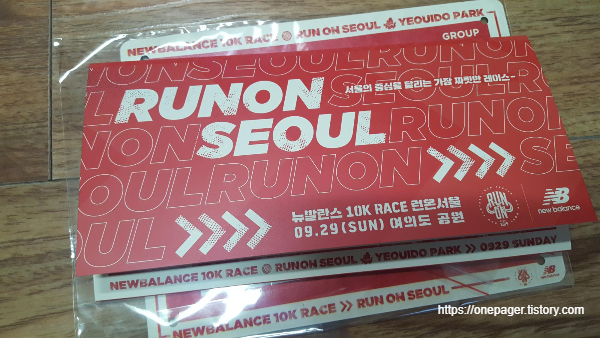 NEWBALANCE 10K RACE RUN ON SEOUL YEOUIDO PARK
GROUP
RUNON
SEOUL
서울의 중심을 달리는 가장 짜릿한 레이스-
뉴발란스 10K RACE 런온서울
09.29(SUN) 여의도 공원
RUN ON
NB
new balance
NEWBALANCE 10K RACE RUN ON SEOUL YEOUIDO PARK >> 0929 SUNDAY
NEWBALANCE 10K RACE >> RUN ON SEOUL
https://onepager.tistory.com